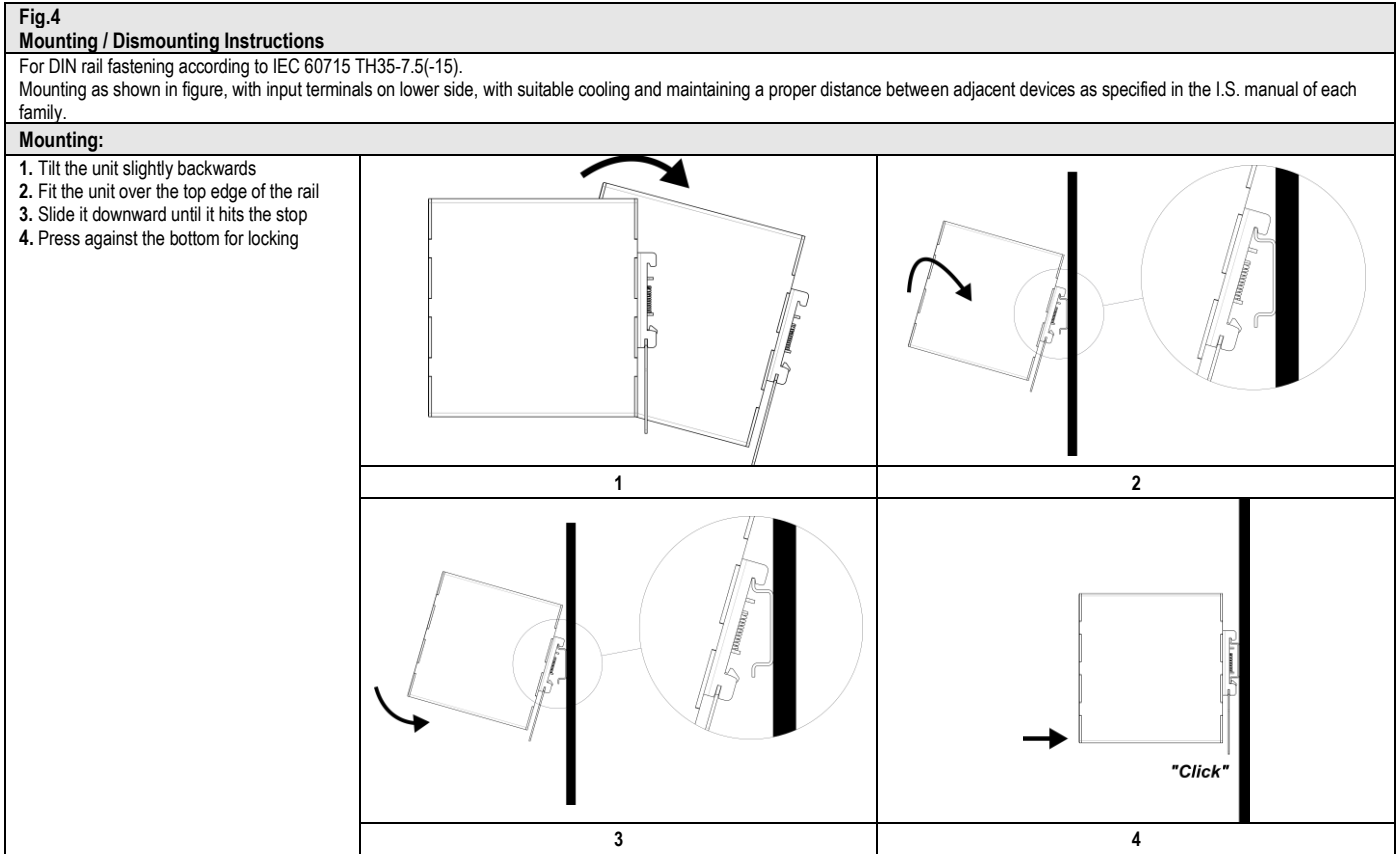 Fig.4
Mounting / Dismounting Instructions
For DIN rail fastening according to IEC 60715 TH35-7.5(-15).
Mounting as shown in figure, with input terminals on lower side, with suitable cooling and maintaining a proper distance between adjacent devices as specified in the I.S. manual of each
family.
Mounting:
1. Tilt the unit slightly backwards
2. Fit the unit over the top edge of the rail
3. Slide it downward until it hits the stop
4. Press against the bottom for locking
1
2
"Click"
3
4